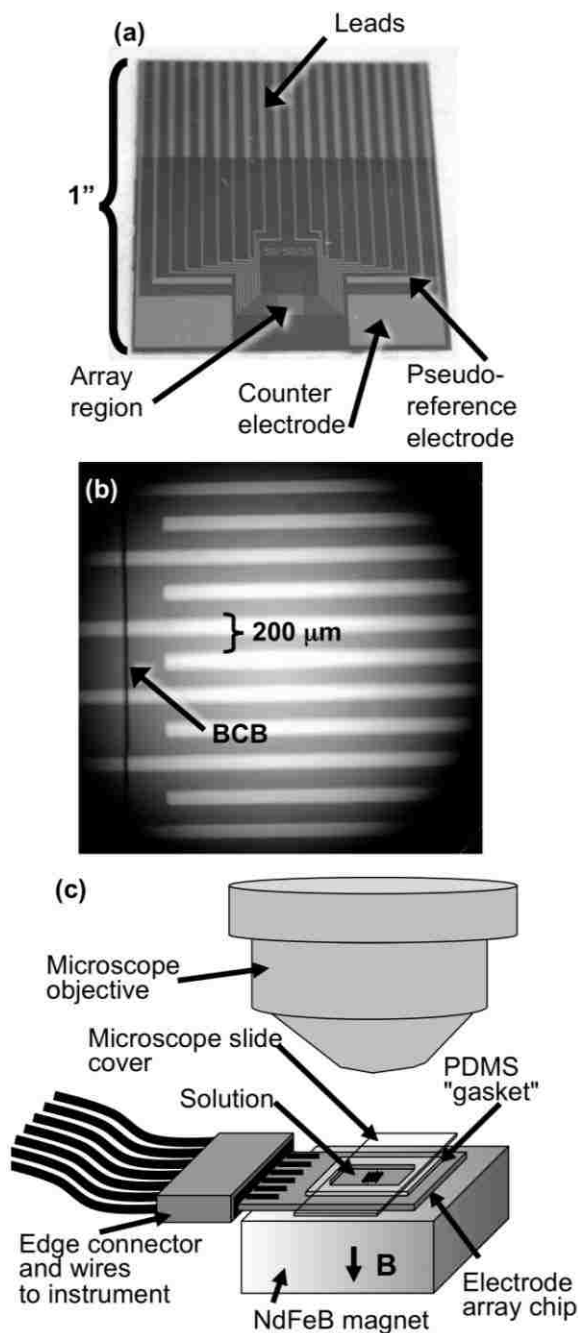 (a)
Leads
1”
Array
region
Counter
electrode
Pseudo-
reference
electrode
(b)
200 μm
BCB
(c)
Microscope
objective
Microscope slide
cover
PDMS
"gasket"
Solution
Edge connector
and wires
to instrument
B
NdFeB magnet
Electrode
array chip